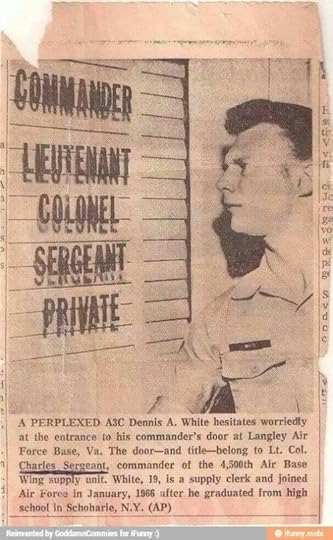 COMMANDER
LIEUTENANT
COLONEL
SERGEANT
PRIVATE
A PERPLEXED A3C Dennis A. White hesitates worriedly
at the entrance to his commander's door at Langley Air
Force Base, Va. The door—and title—belong to Lt. Col.
Charles Sergeant, commander of the 4,500th Air Base
Wing supply unit. White, 19, is a supply clerk and joined
Air Force in January, 1966 after he graduated from high
school in Schoharie, N.Y. (AP)
Reinvented by GoddamnCommies for iFunny :)
ifunny.mobi